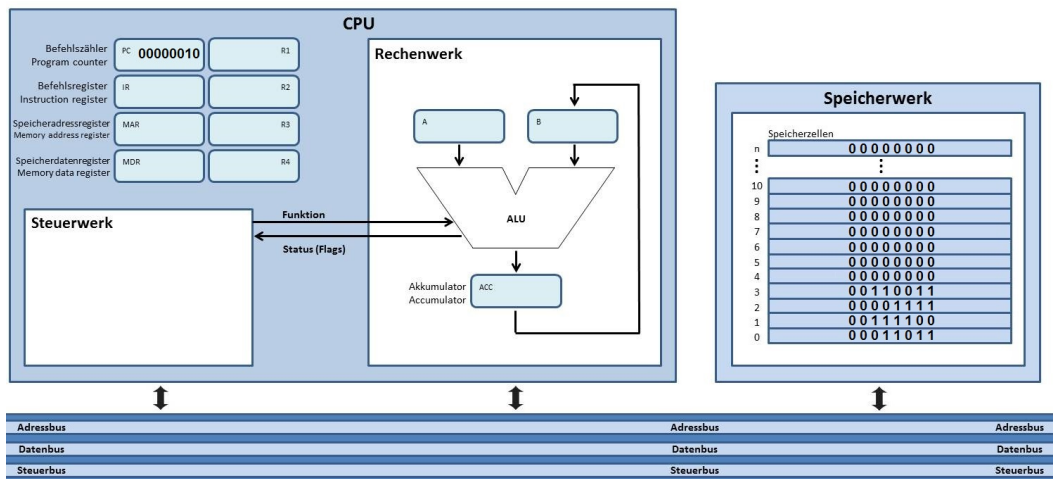 CPU
Befehlszähler
Program counter
PC 00000010
R1
Befehlsregister
Instruction register
IR
R2
Speicheradressregister
Memory address register
MAR
R3
Speicherdatenregister
Memory data register
MDR
R4
Steuerwerk
Funktion
Status (Flags)
Rechenwerk
A
B
ALU
Akkumulator
Accumulator
ACC
Speicherwerk
Speicherzellen
n 00000000
10 00000000
9 00000000
8 00000000
7 00000000
6 00000000
5 00000000
4 00000000
3 00110011
2 00001111
1 00111100
0 00011011
Adressbus Adressbus Adressbus
Datenbus Datenbus Datenbus
Steuerbus Steuerbus Steuerbus